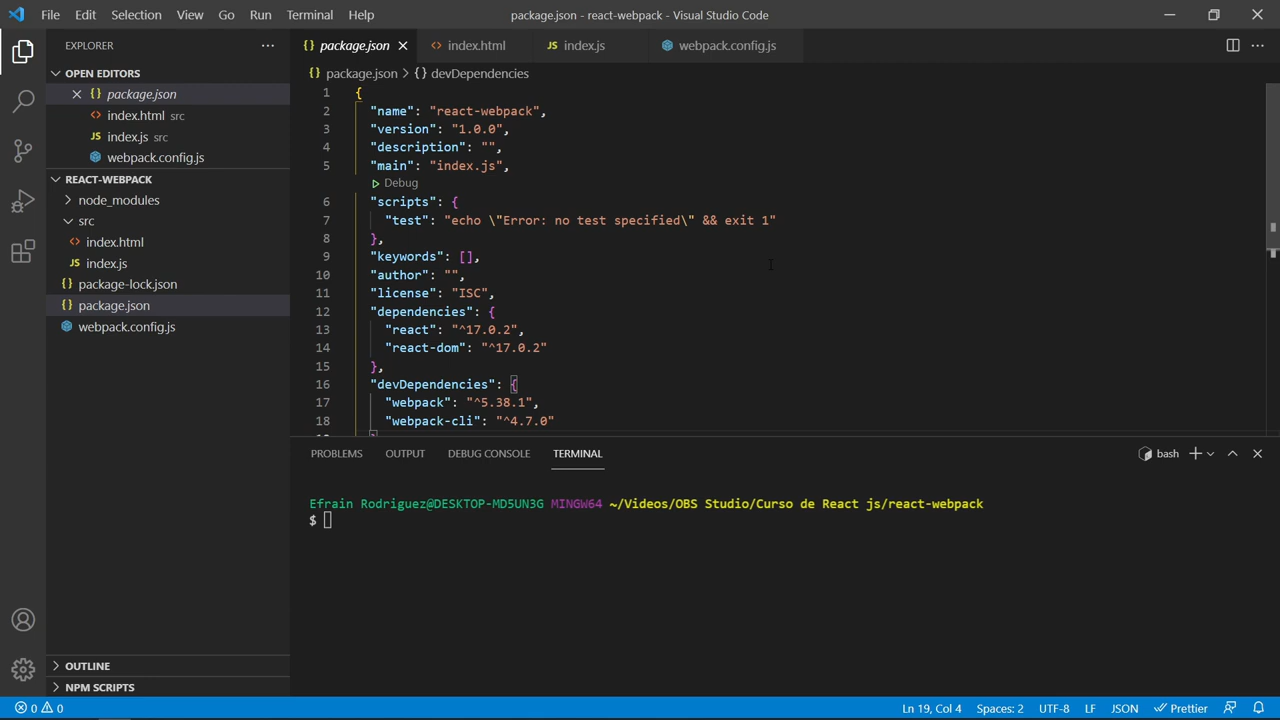 File Edit Selection View Go Run Terminal Help package.json - react-webpack - Visual Studio Code
EXPLORER
OPEN EDITORS
package.json
index.html src
index.js src
webpack.config.js
REACT-WEBPACK
node_modules
src
index.html
index.js
package-lock.json
package.json
webpack.config.js
OUTLINE
NPM SCRIPTS
{} package.json <> index.html JS index.js webpack.config.js
{} package.json > {} devDependencies
1 {
2 "name": "react-webpack",
3 "version": "1.0.0",
4 "description": "",
5 "main": "index.js",
Debug
6 "scripts": {
7 "test": "echo \"Error: no test specified\" && exit 1"
8 },
9 "keywords": [],
10 "author": "",
11 "license": "ISC",
12 "dependencies": {
13 "react": "^17.0.2",
14 "react-dom": "^17.0.2"
15 },
16 "devDependencies": {
17 "webpack": "^5.38.1",
18 "webpack-cli": "^4.7.0"
PROBLEMS OUTPUT DEBUG CONSOLE TERMINAL bash
Efrain Rodriguez@DESKTOP-MD5UN3G MINGW64 ~/Videos/OBS Studio/Curso de React js/react-webpack
$
0 0 Ln 19, Col 4 Spaces: 2 UTF-8 LF JSON Prettier